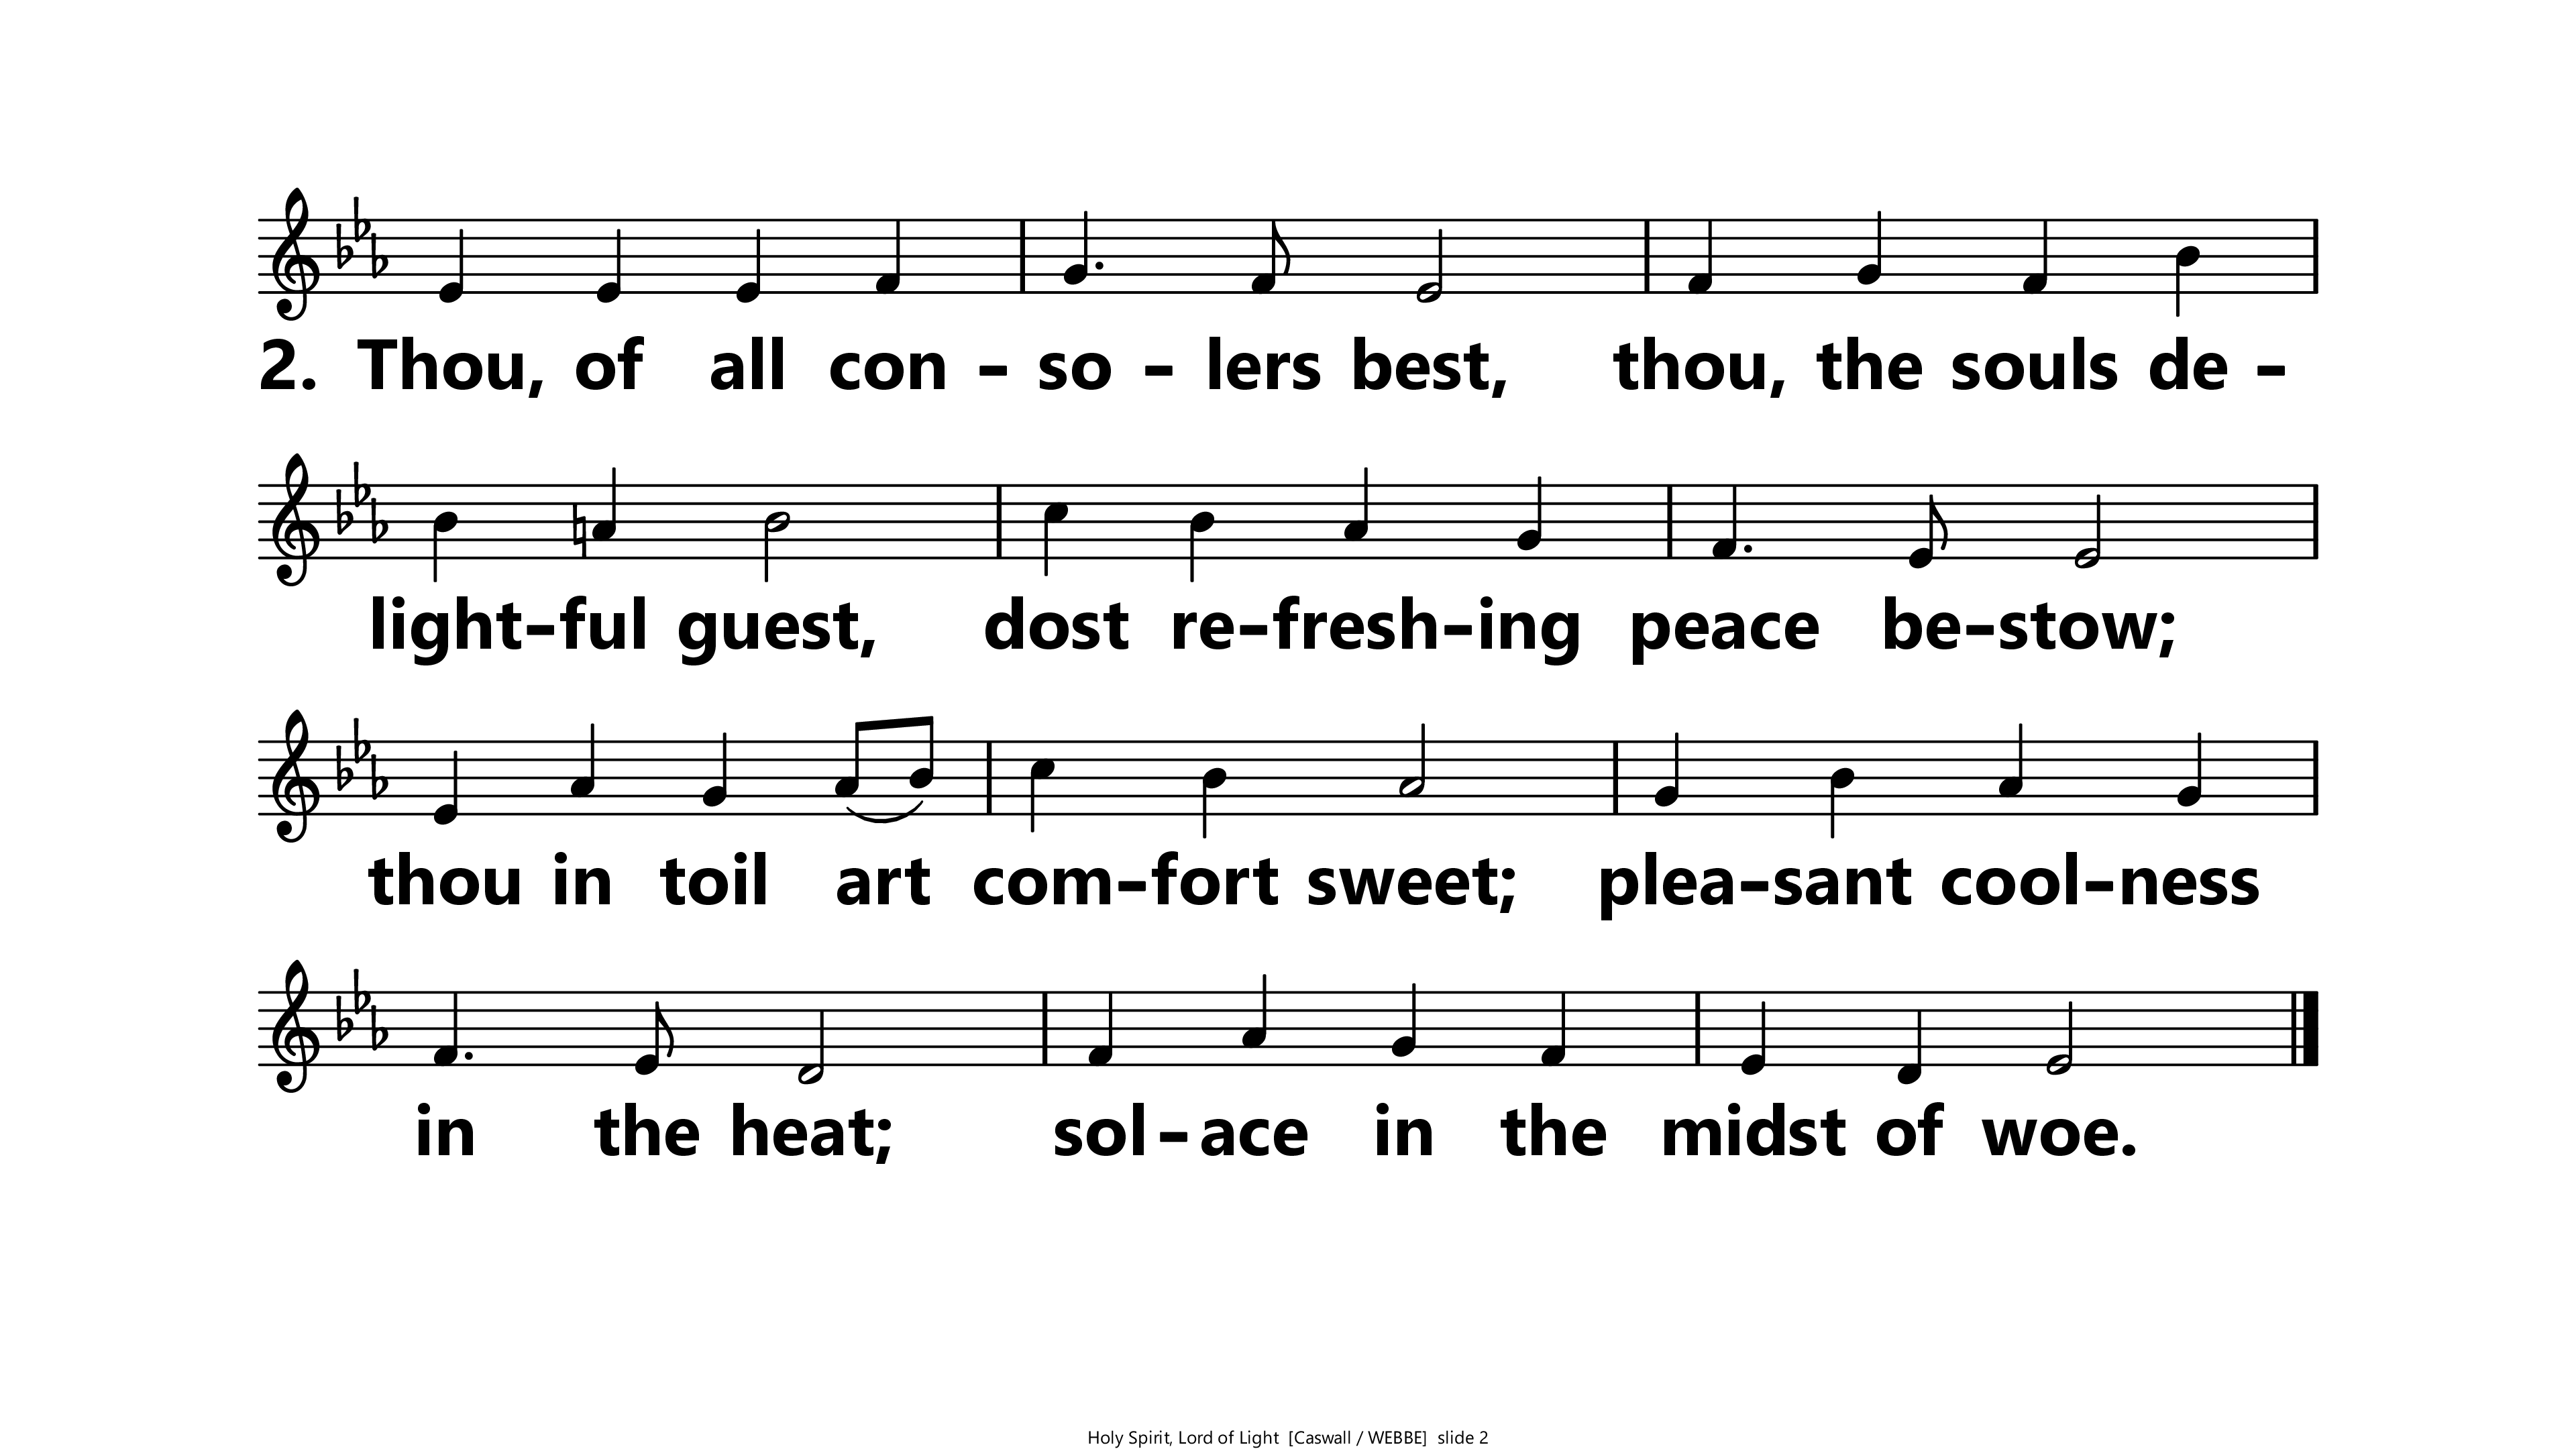 2. Thou, of all con - so - lers best, thou, the souls de -
light-ful guest, dost re-fresh-ing peace be-stow;
thou in toil art com-fort sweet; plea-sant cool-ness
in the heat; sol-ace in the midst of woe.
Holy Spirit, Lord of Light [Caswall / WEBBE] slide 2